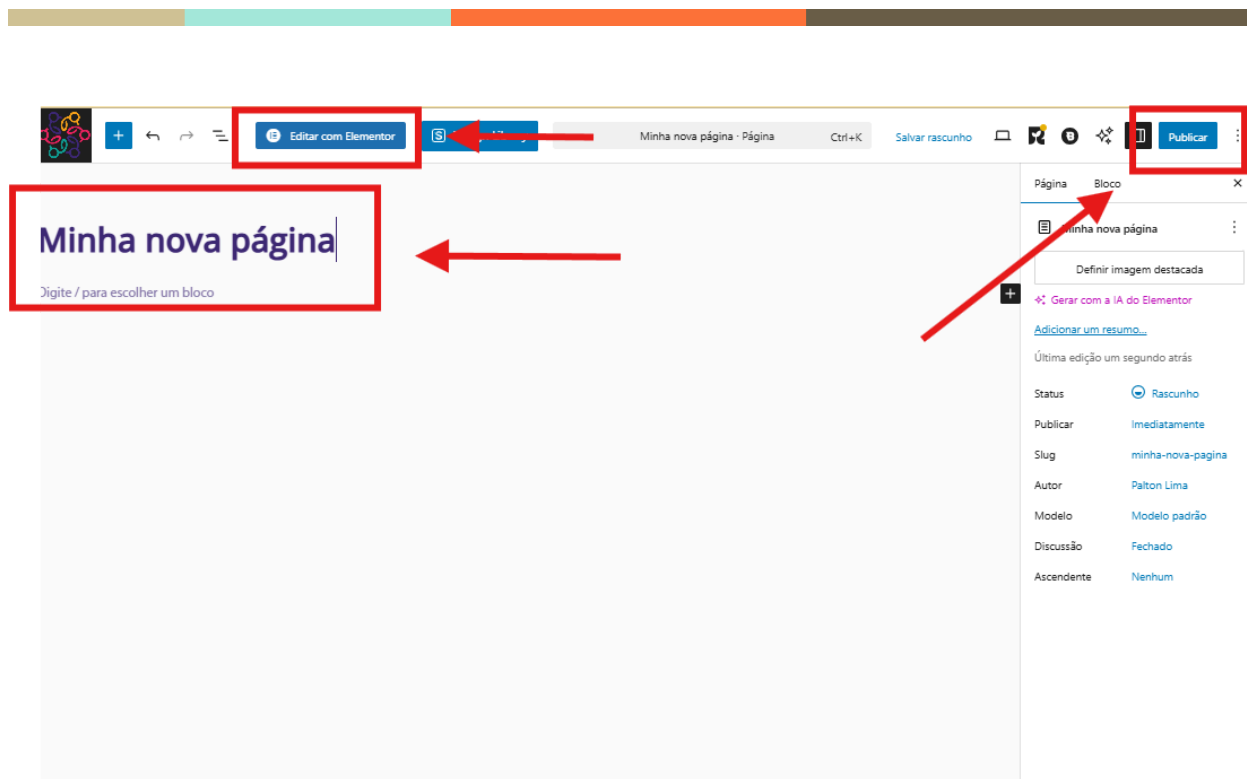 Editar com Elementor
Minha nova página · Página
Ctrl+K
Salvar rascunho
Publicar
Página
Bloco
Minha nova página
Digite / para escolher um bloco
Minha nova página
Definir imagem destacada
Gerar com a IA do Elementor
Adicionar um resumo...
Última edição um segundo atrás
Status Rascunho
Publicar Imediatamente
Slug minha-nova-pagina
Autor Palton Lima
Modelo Modelo padrão
Discussão Fechado
Ascendente Nenhum